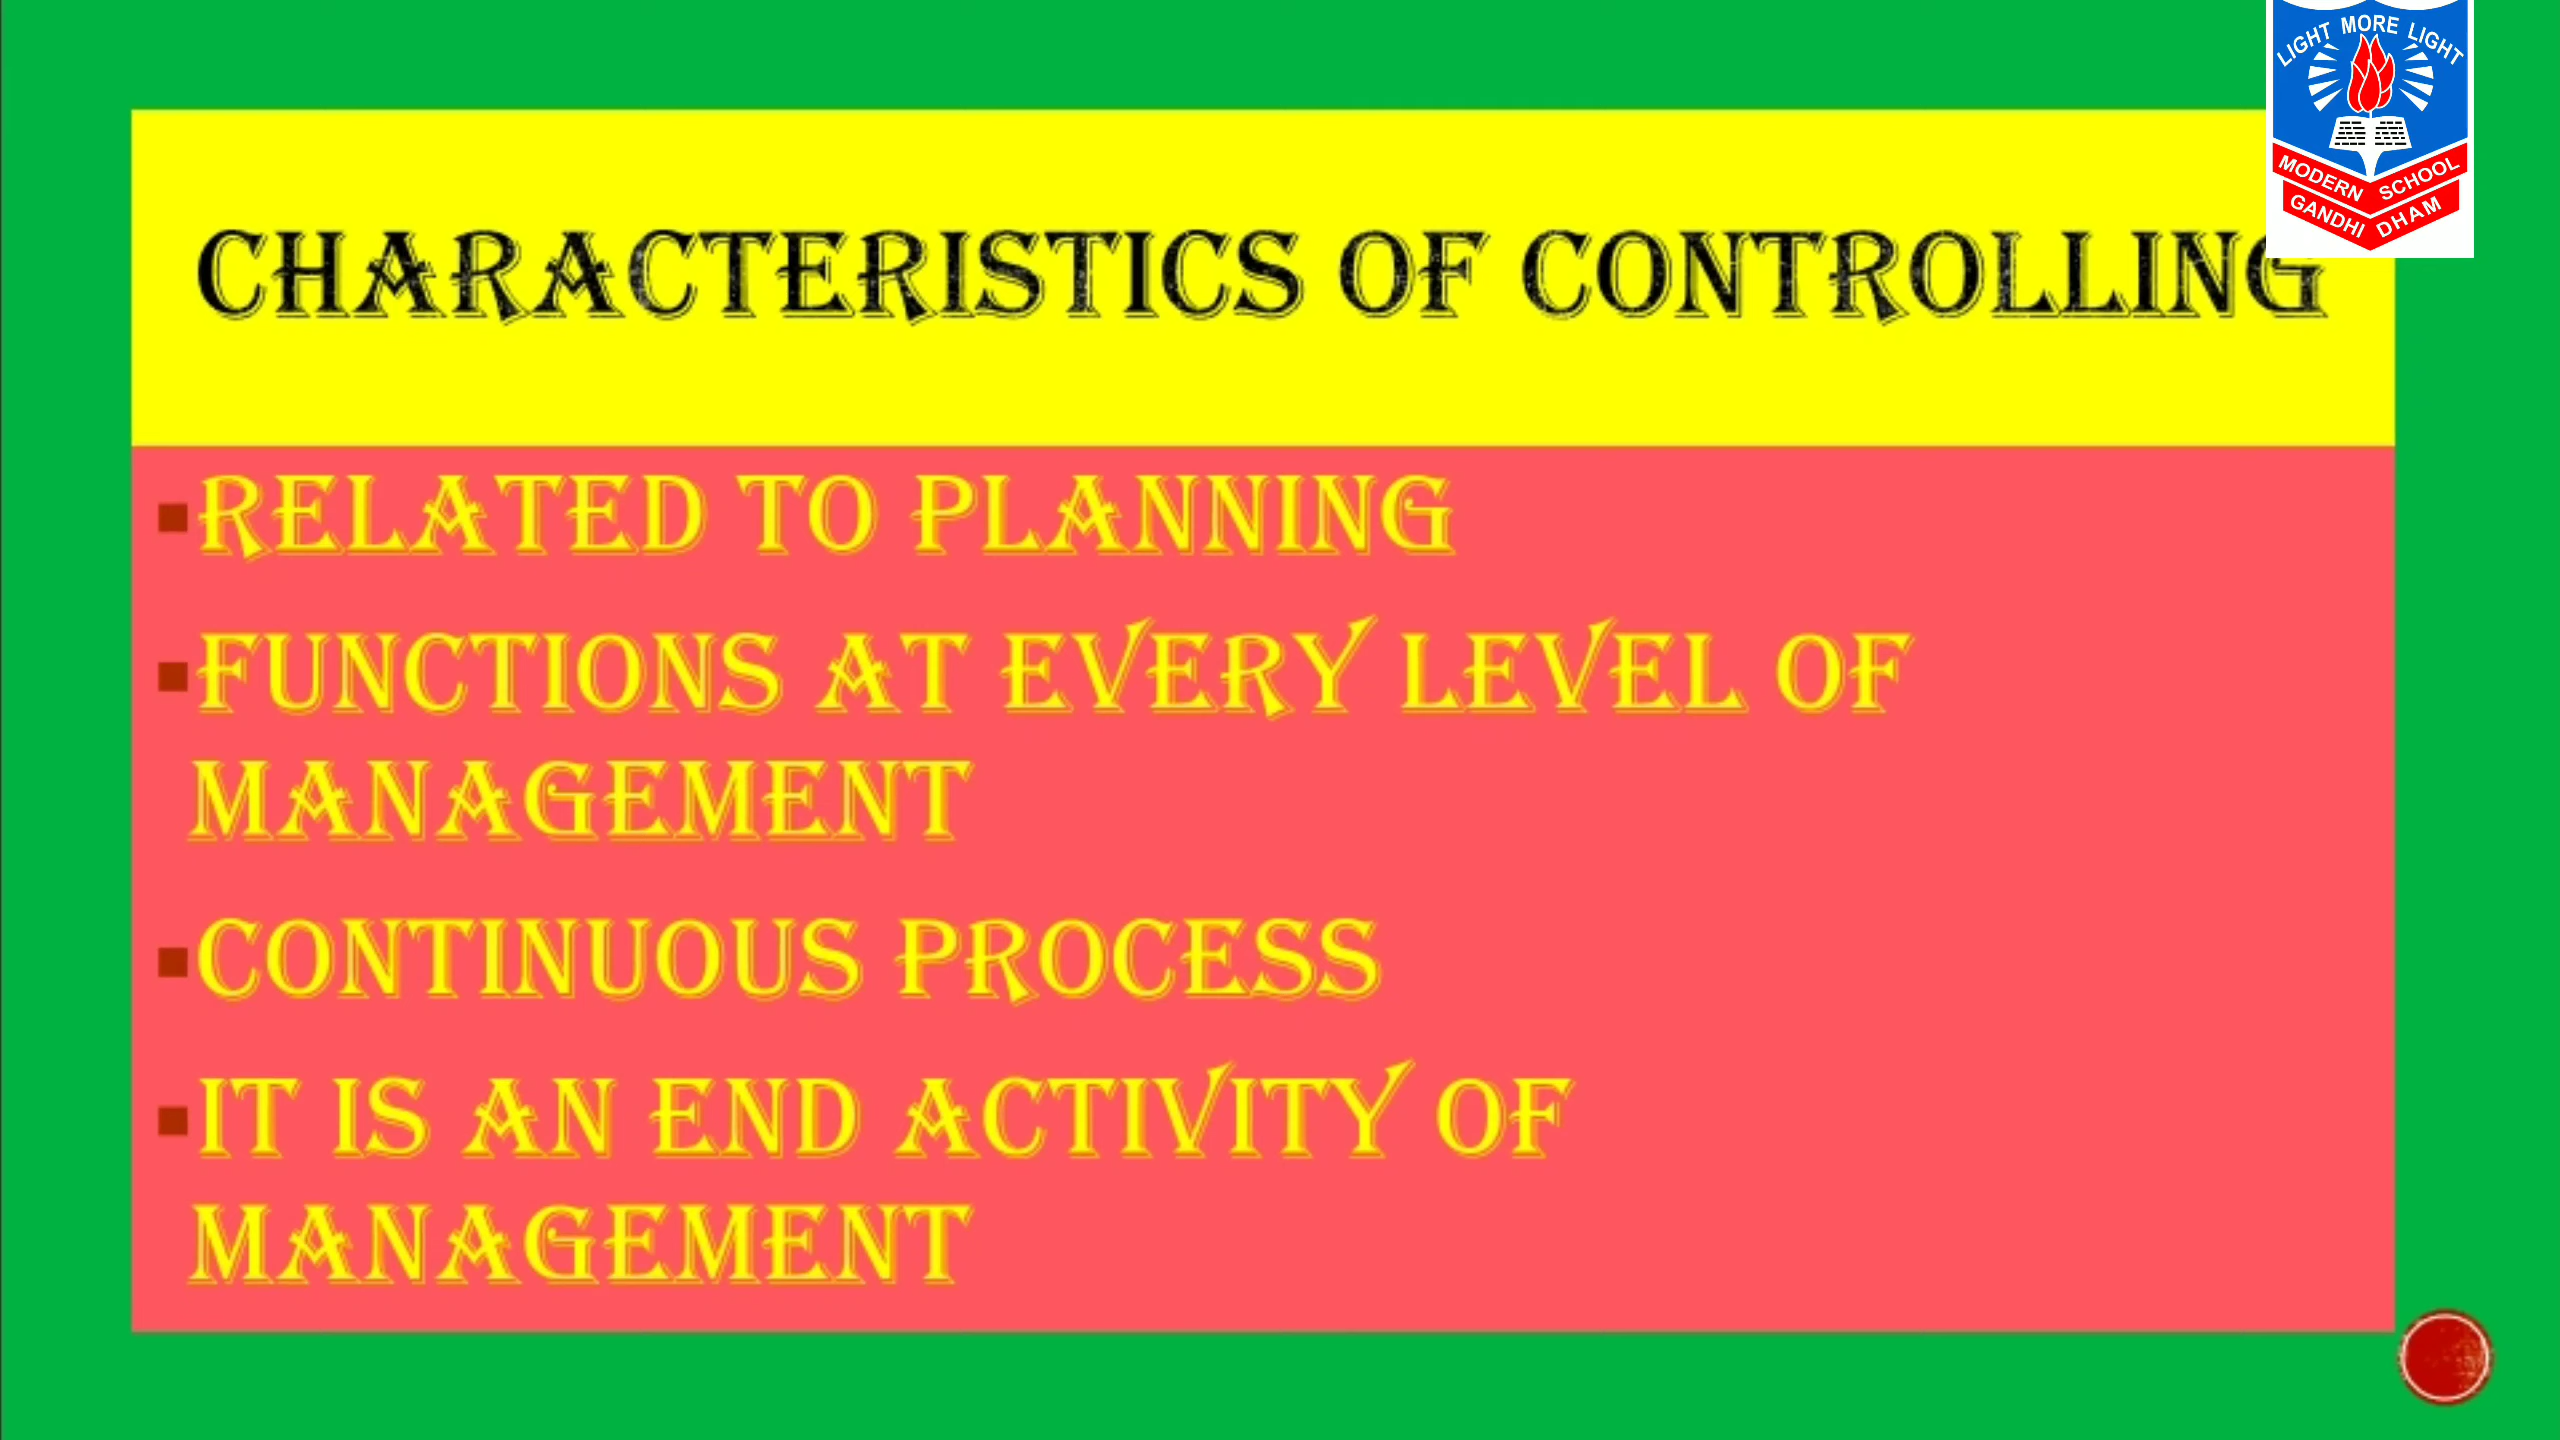 LIGHT MORE LIGHT
MODERN SCHOOL
GANDHI DHAM
CHARACTERISTICS OF CONTROLLING
▪RELATED TO PLANNING
▪FUNCTIONS AT EVERY LEVEL OF
MANAGEMENT
▪CONTINUOUS PROCESS
▪IT IS AN END ACTIVITY OF
MANAGEMENT